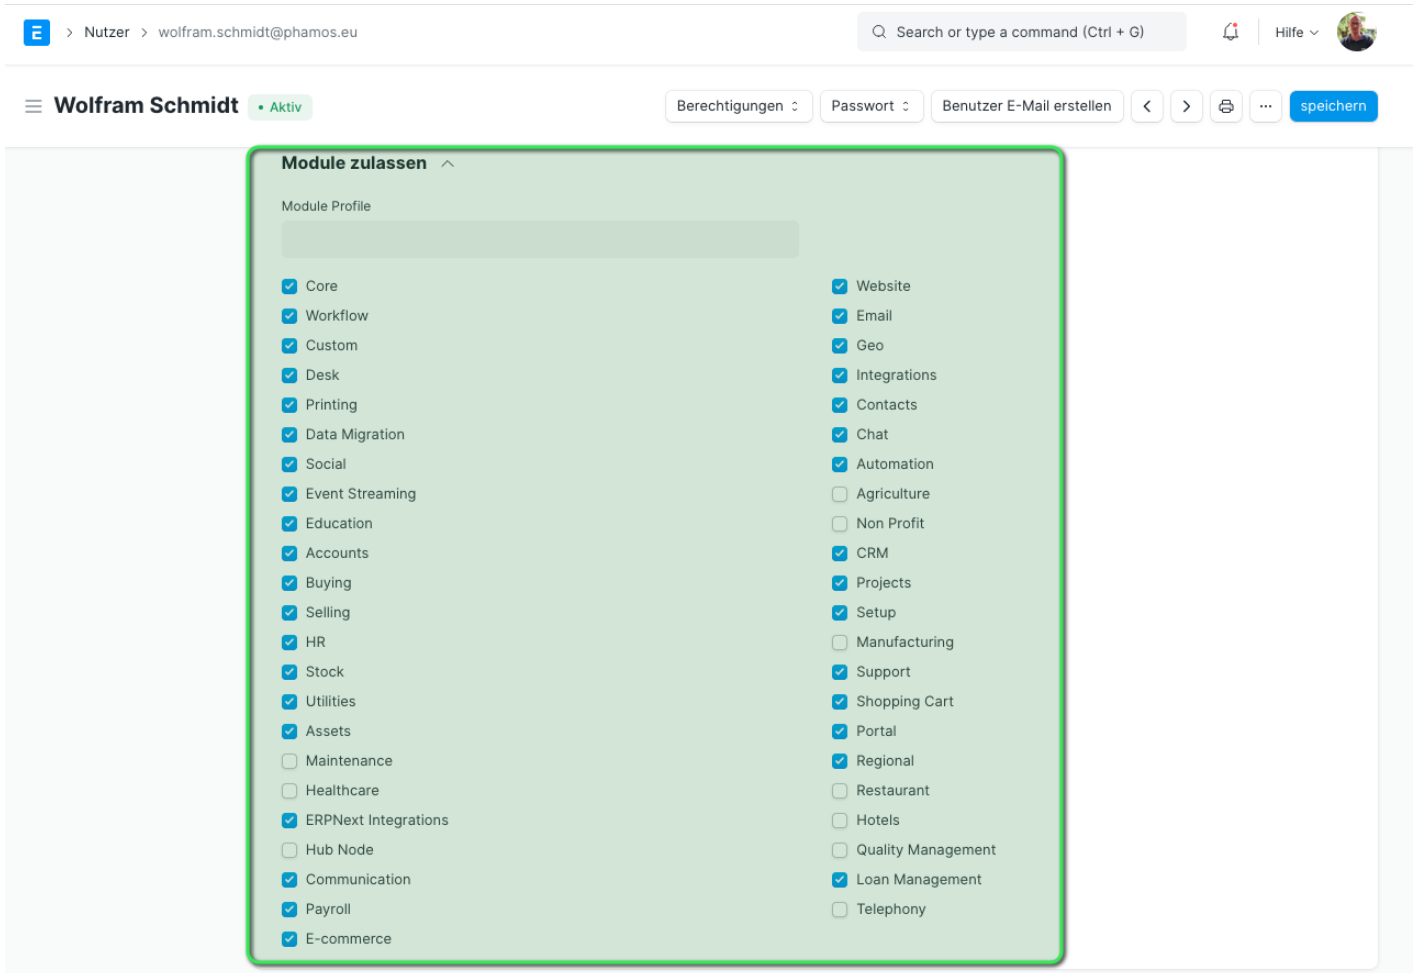 E > Nutzer > wolfram.schmidt@phamos.eu Search or type a command (Ctrl + G) Hilfe
Wolfram Schmidt • Aktiv Berechtigungen Passwort Benutzer E-Mail erstellen ··· speichern
Module zulassen
Module Profile
Core
Workflow
Custom
Desk
Printing
Data Migration
Social
Event Streaming
Education
Accounts
Buying
Selling
HR
Stock
Utilities
Assets
Maintenance
Healthcare
ERPNext Integrations
Hub Node
Communication
Payroll
E-commerce
Website
Email
Geo
Integrations
Contacts
Chat
Automation
Agriculture
Non Profit
CRM
Projects
Setup
Manufacturing
Support
Shopping Cart
Portal
Regional
Restaurant
Hotels
Quality Management
Loan Management
Telephony